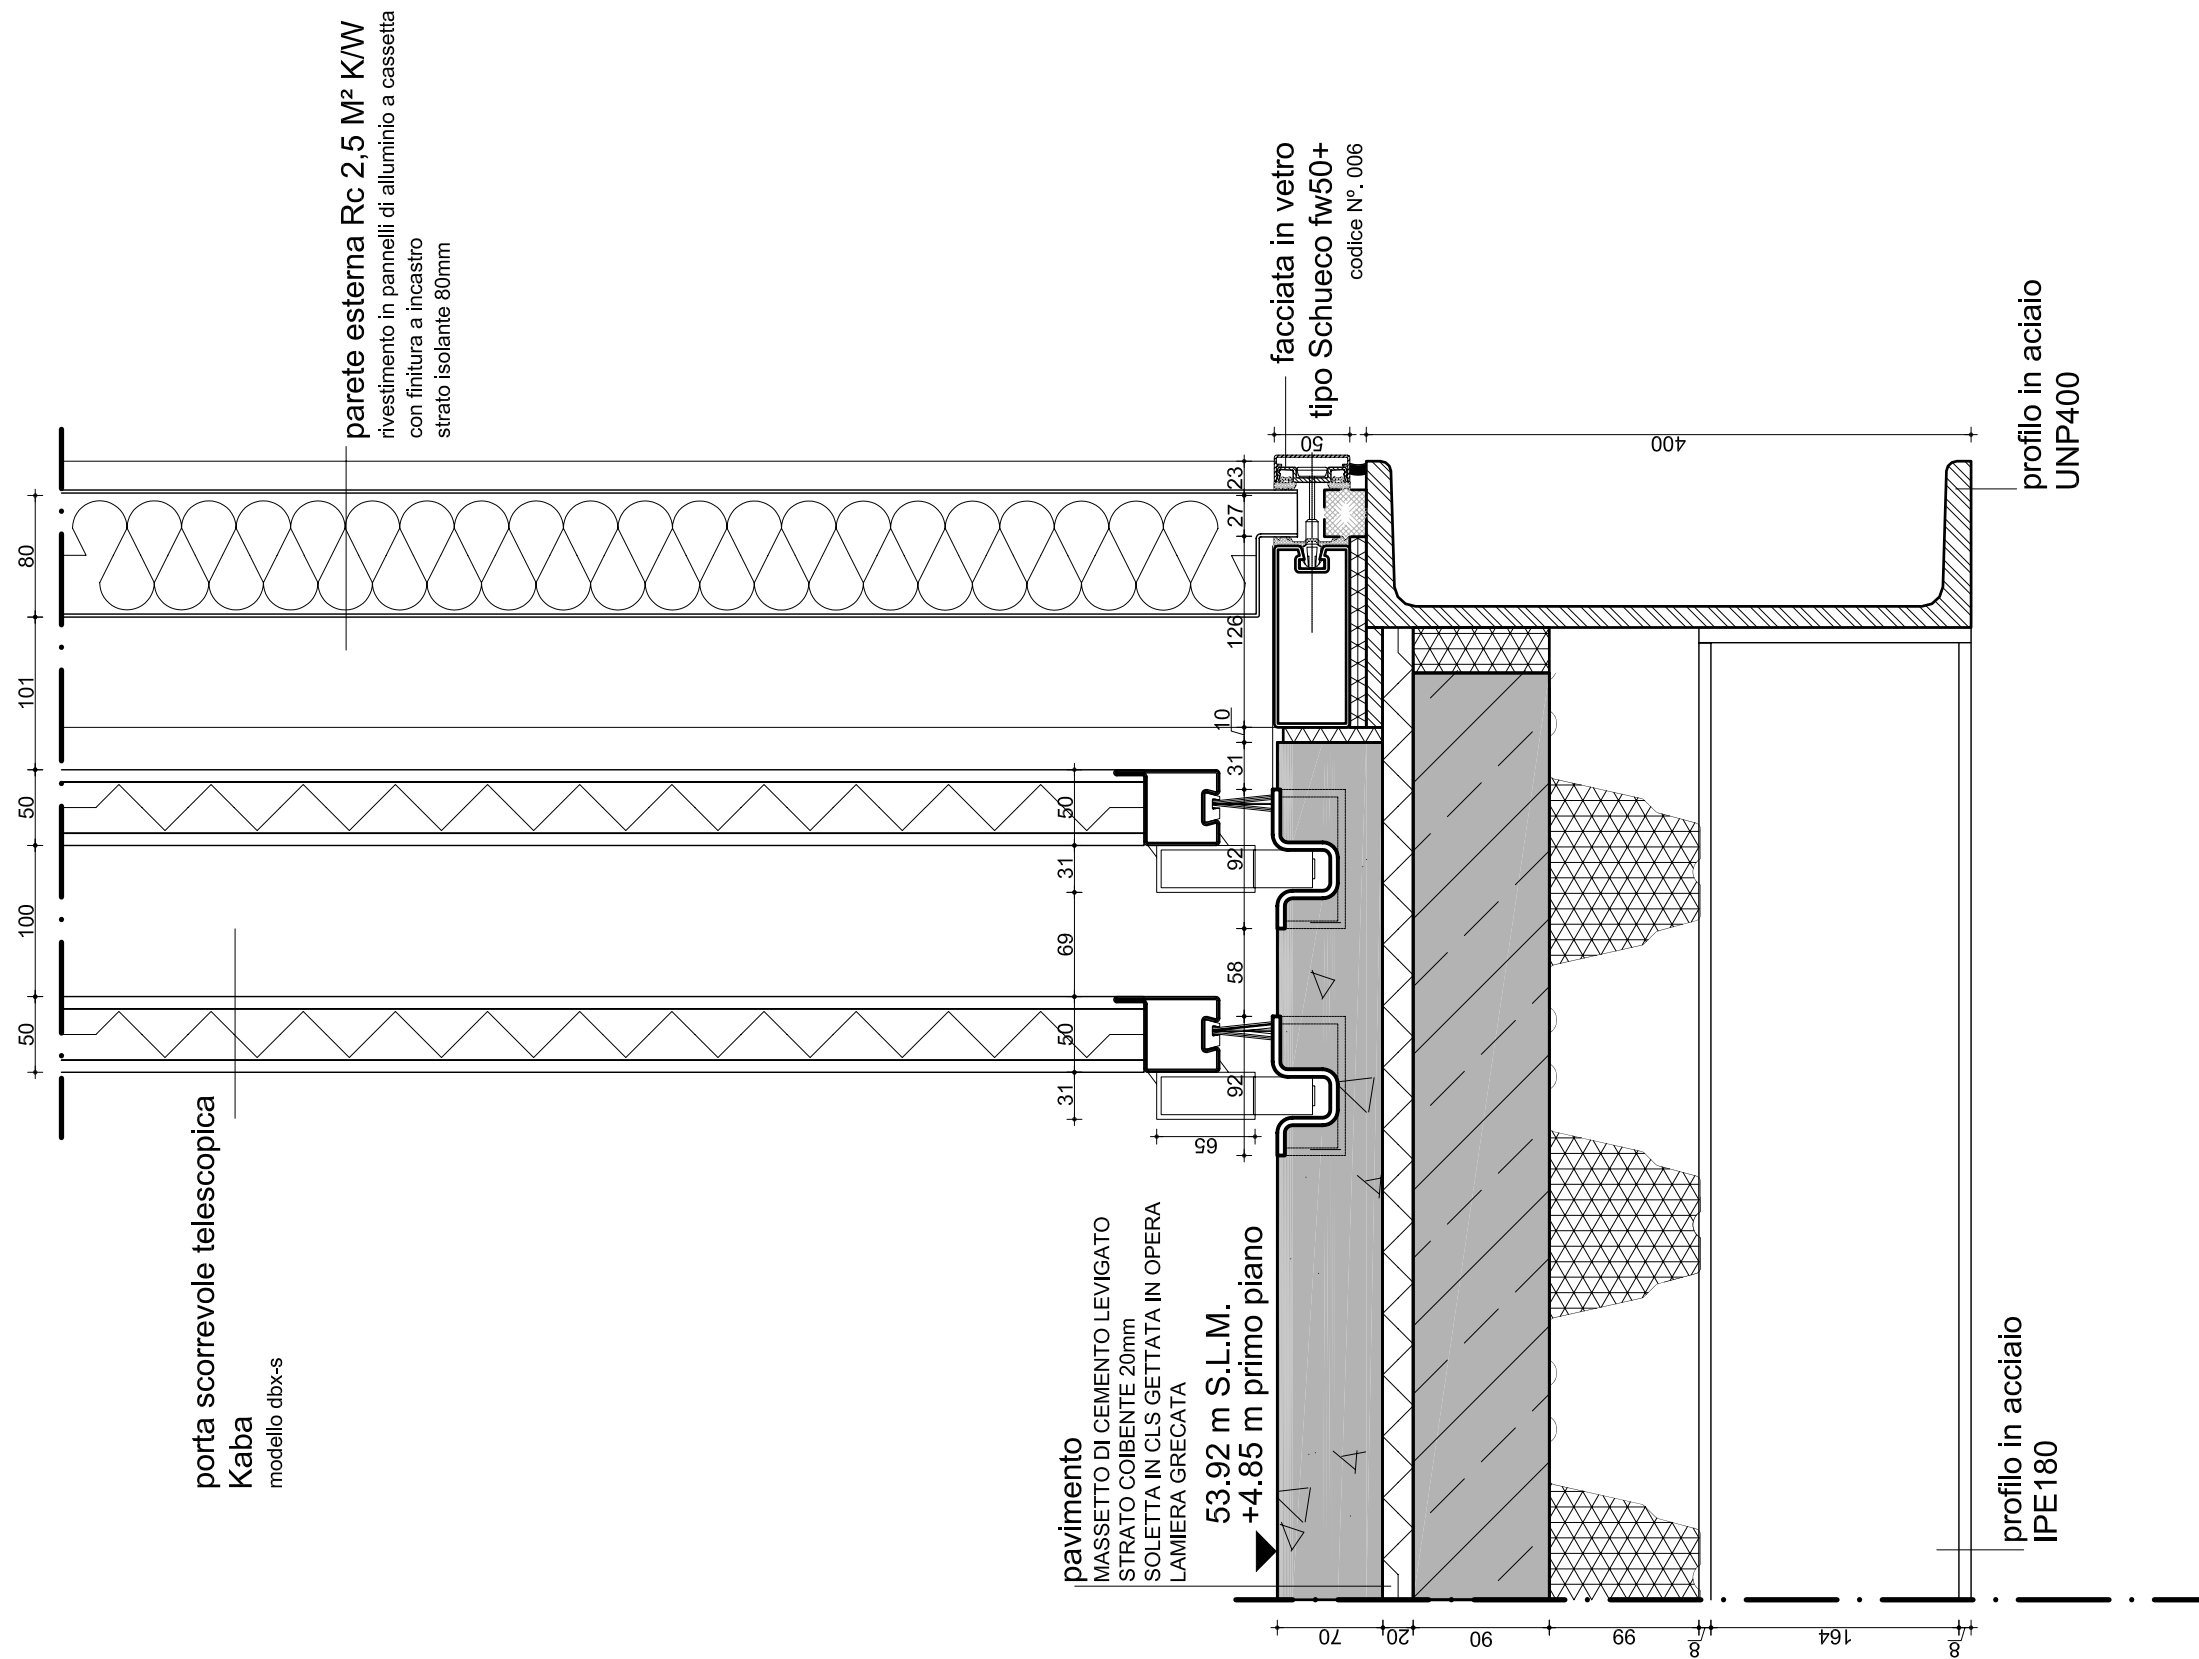 parete esterna Rc 2,5 M² K/W
rivestimento in pannelli di alluminio a cassetta
con finitura a incastro
strato isolante 80mm
facciata in vetro
tipo Schueco fw50+
codice Nº. 006
profilo in aciaio
UNP400
porta scorrevole telescopica
Kaba
modello dbx-s
pavimento
MASSETTO DI CEMENTO LEVIGATO
STRATO COIBENTE 20mm
SOLETTA IN CLS GETTATA IN OPERA
LAMIERA GRECATA
53.92 m S.L.M.
+4.85 m primo piano
profilo in acciaio
IPE180
80
101
50
100
50
50
31
69
50
31
65
23
27
126
10
31
92
58
92
50
400
70
20
90
99
8
164
8